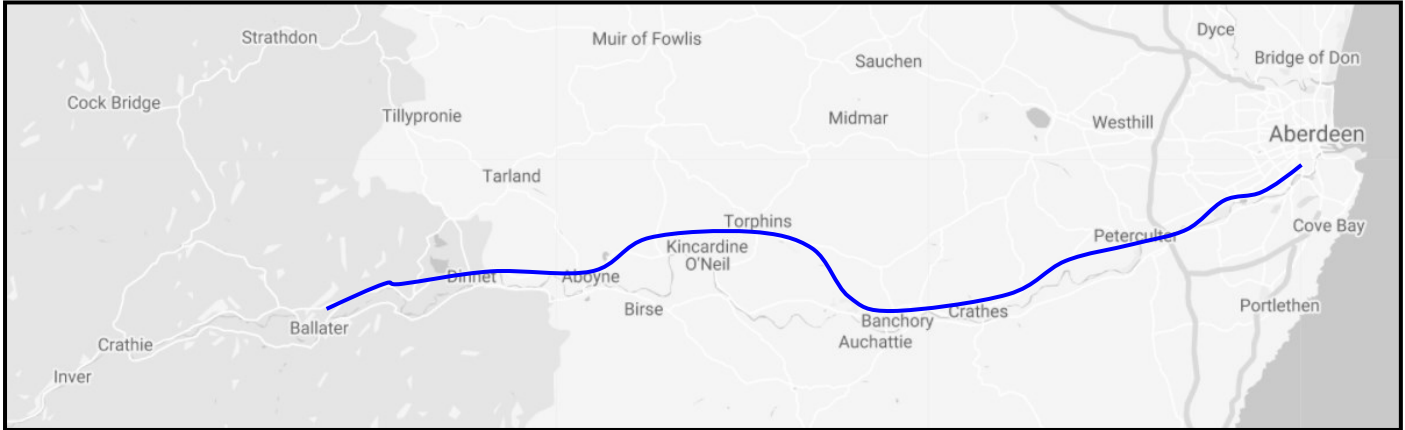 Strathdon
Muir of Fowlis
Dyce
Bridge of Don
Sauchen
Cock Bridge
Tillypronie
Midmar
Westhill
Aberdeen
Tarland
Torphins
Cove Bay
Peterculter
Kincardine
O'Neil
Dinnet
Aboyne
Birse
Portlethen
Crathes
Banchory
Ballater
Auchattie
Crathie
Inver